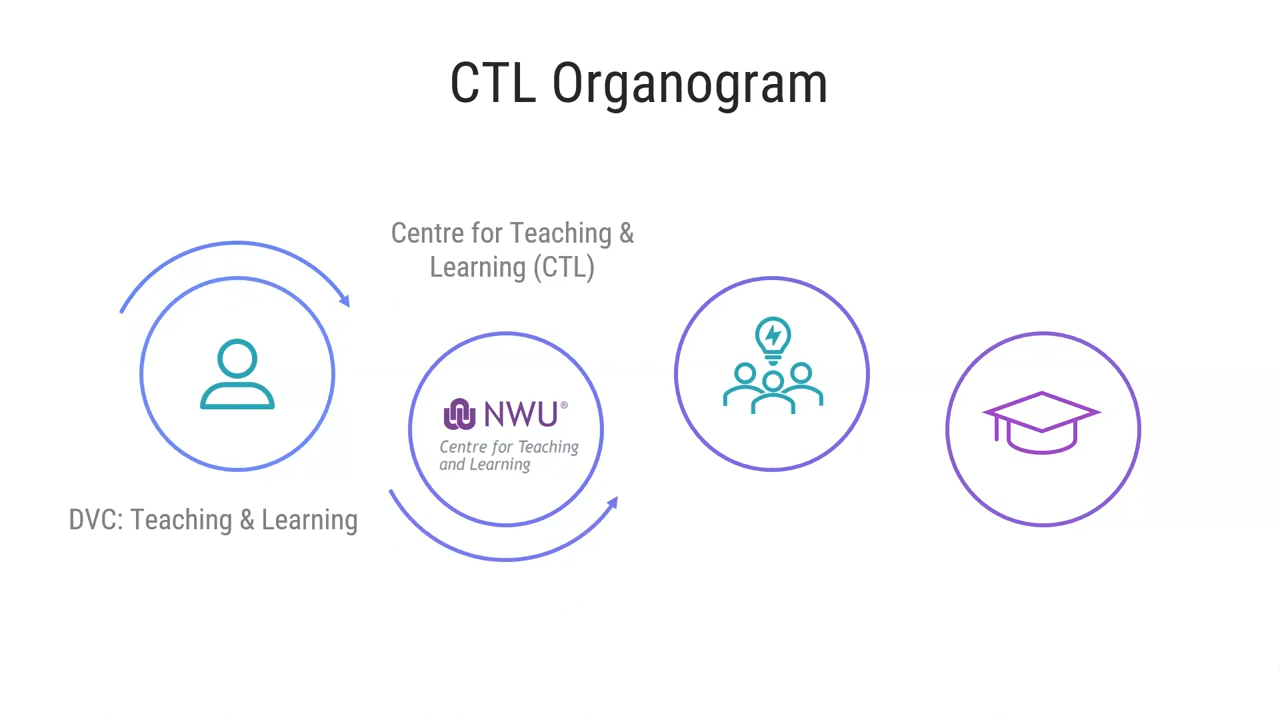 CTL Organogram
Centre for Teaching &
Learning (CTL)
NWU®
Centre for Teaching
and Learning
DVC: Teaching & Learning